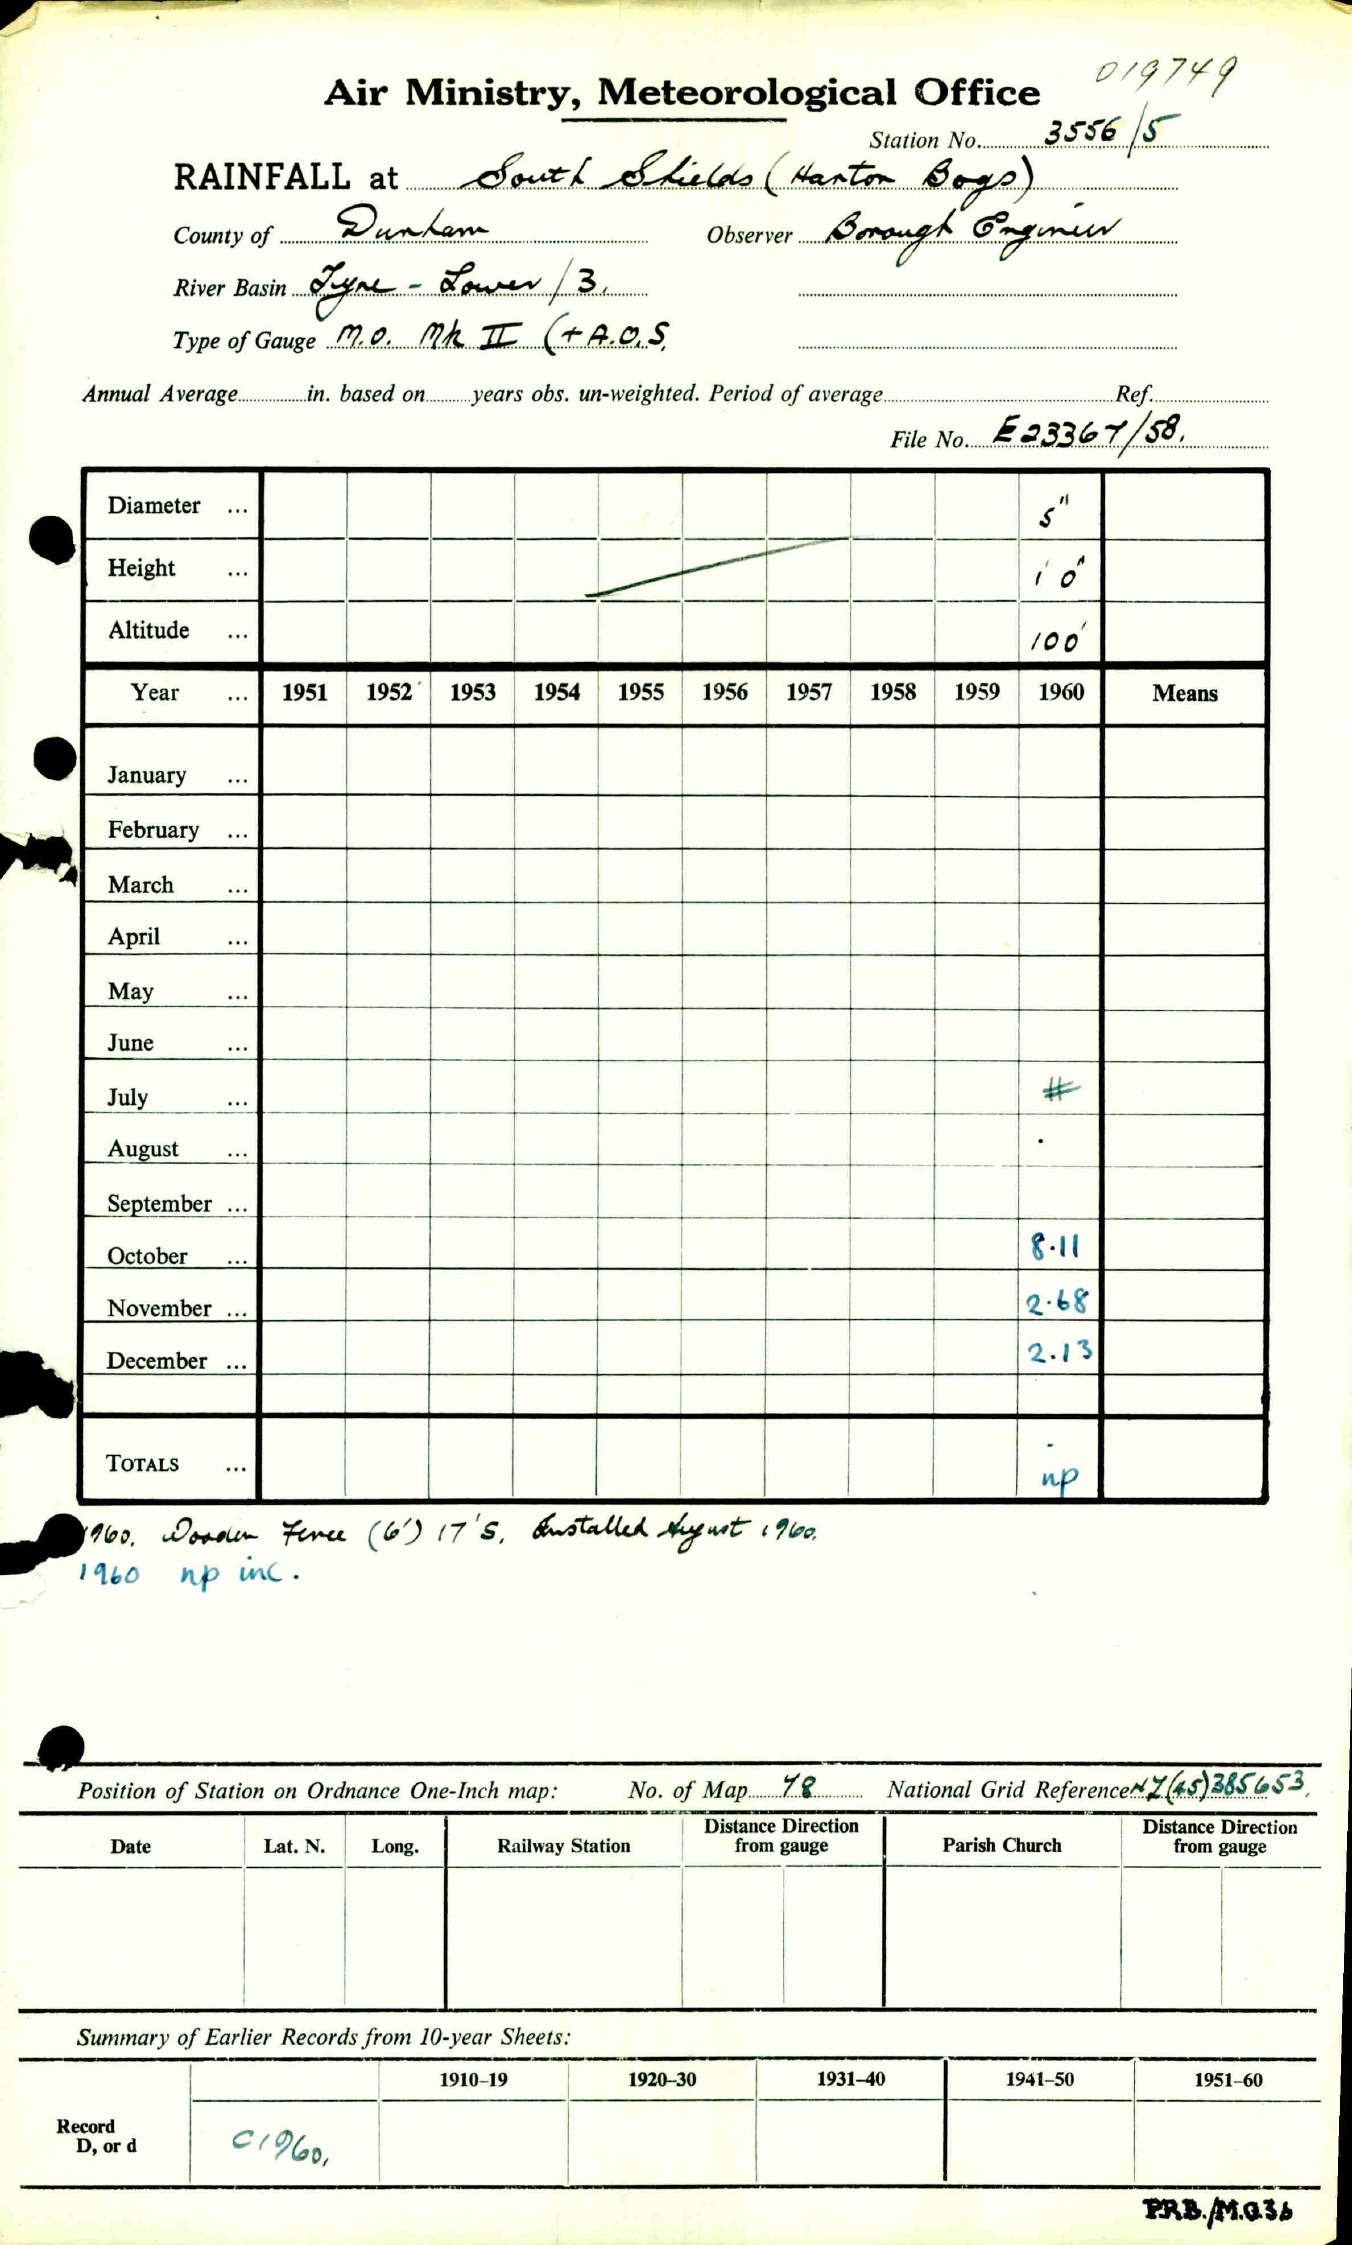 019749
Air Ministry, Meteorological Office
Station No. 3556/5
RAINFALL at South Shields (Harton Bogs)
County of Durham Observer Borough Engineer
River Basin Tyne - Lower/3.
Type of Gauge M.O. Mk II (+ A.O.S.
Annual Average in. based on years obs. un-weighted. Period of average Ref.
File No. E23367/58.
Diameter ... 5"
Height ... 1' 0"
Altitude ... 100'
Year ... 1951 1952 1953 1954 1955 1956 1957 1958 1959 1960 Means
January ...
February ...
March ...
April ...
May ...
June ...
July ... #
August ... .
September ...
October ... 8.11
November ... 2.68
December ... 2.13
-
TOTALS ... np
1960. Wooden Fence (6') 17'S. Installed August 1960.
1960 np inc.
Position of Station on Ordnance One-Inch map: No. of Map 78 National Grid Reference NZ(45)385653.
Date Lat. N. Long. Railway Station Distance Direction from gauge Parish Church Distance Direction from gauge
Summary of Earlier Records from 10-year Sheets:
1910–19 1920–30 1931–40 1941–50 1951–60
Record
D, or d C1960.
P.R.B./M.O.36